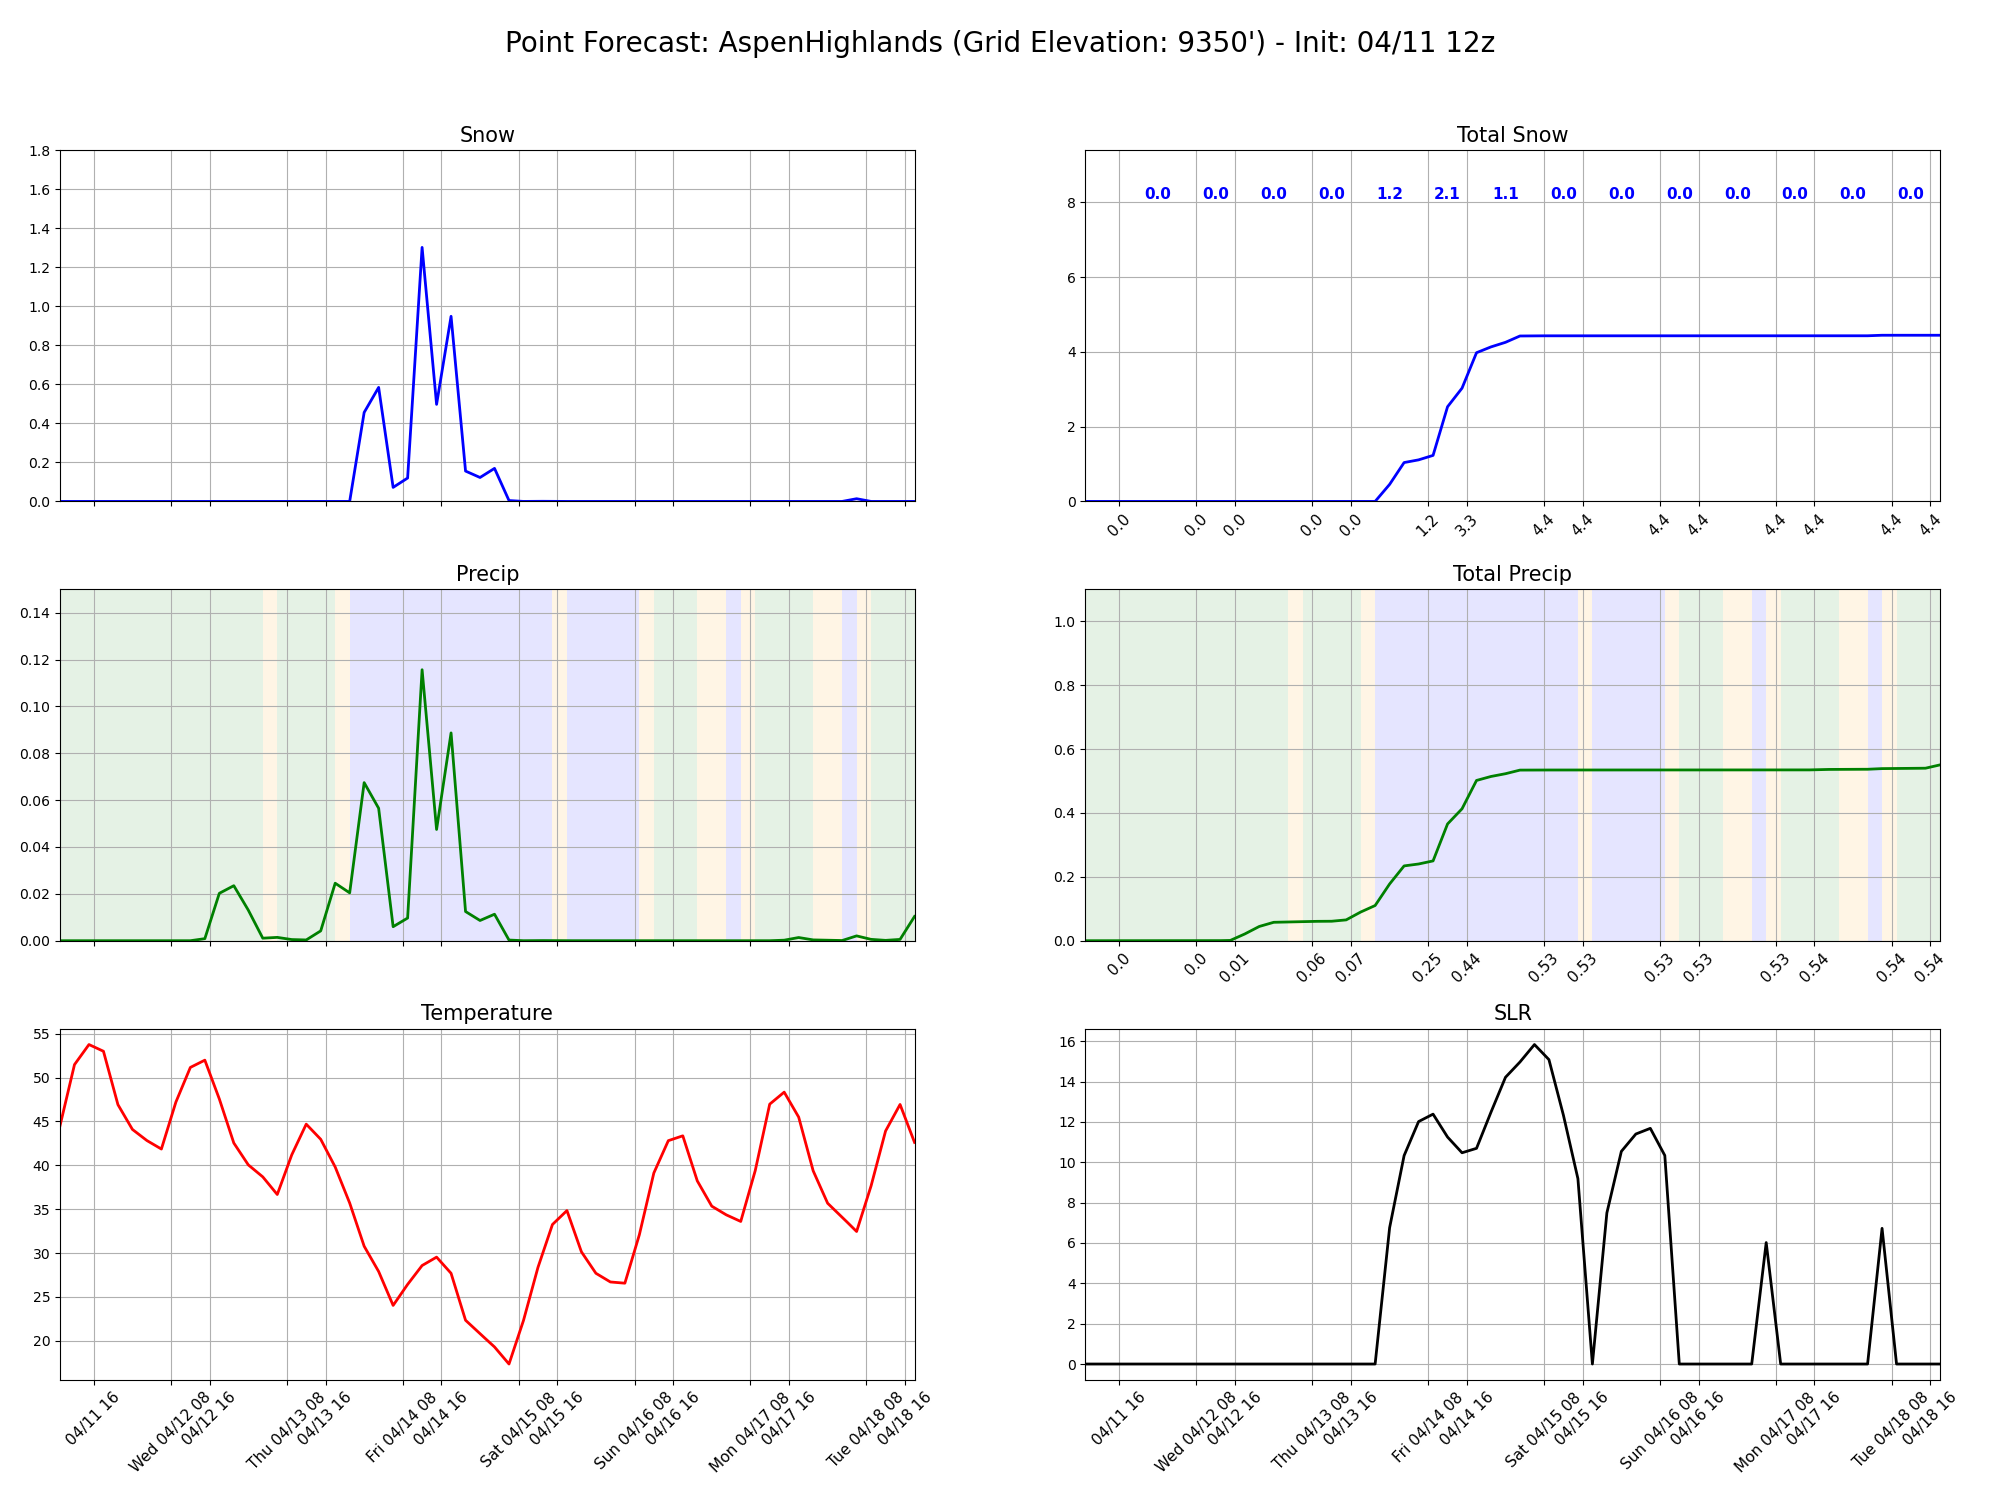 Point Forecast: AspenHighlands (Grid Elevation: 9350') - Init: 04/11 12z
Snow
1.8
1.6
1.4
1.2
1.0
0.8
0.6
0.4
0.2
0.0
Total Snow
0.0 0.0 0.0 0.0 1.2 2.1 1.1 0.0 0.0 0.0 0.0 0.0 0.0 0.0
8
6
4
2
0
0.0 0.0 0.0 0.0 0.0 1.2 3.3 4.4 4.4 4.4 4.4 4.4 4.4 4.4 4.4
Precip
0.14
0.12
0.10
0.08
0.06
0.04
0.02
0.00
Total Precip
1.0
0.8
0.6
0.4
0.2
0.0
0.0 0.0 0.01 0.06 0.07 0.25 0.44 0.53 0.53 0.53 0.53 0.53 0.54 0.54 0.54
Temperature
55
50
45
40
35
30
25
20
04/11 16
Wed 04/12 08
04/12 16
Thu 04/13 08
04/13 16
Fri 04/14 08
04/14 16
Sat 04/15 08
04/15 16
Sun 04/16 08
04/16 16
Mon 04/17 08
04/17 16
Tue 04/18 08
04/18 16
SLR
16
14
12
10
8
6
4
2
0
04/11 16
Wed 04/12 08
04/12 16
Thu 04/13 08
04/13 16
Fri 04/14 08
04/14 16
Sat 04/15 08
04/15 16
Sun 04/16 08
04/16 16
Mon 04/17 08
04/17 16
Tue 04/18 08
04/18 16